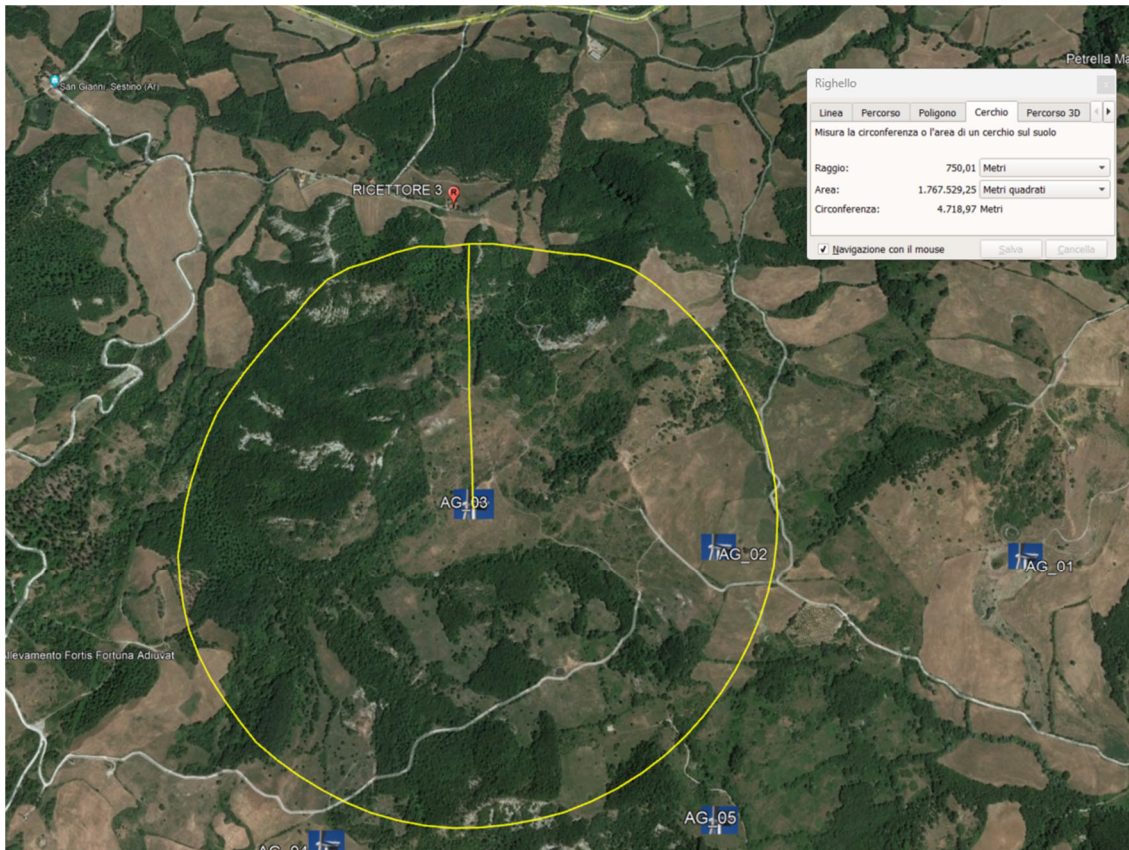 Petrella Ma
San Gianni, Sestino (Ar)
Righello
Linea Percorso Poligono Cerchio Percorso 3D
Misura la circonferenza o l'area di un cerchio sul suolo
Raggio: 750,01 Metri
Area: 1.767.529,25 Metri quadrati
Circonferenza: 4.718,97 Metri
Navigazione con il mouse Salva Cancella
RICETTORE 3
R
AG_03
AG_02
AG_01
llevamento Fortis Fortuna Adiuvat
AG_05
AG_04